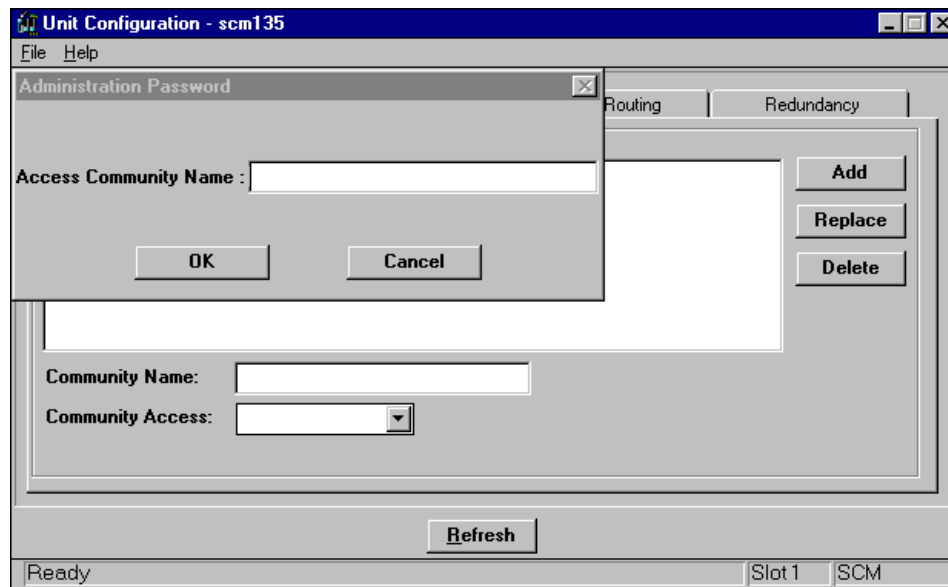 Unit Configuration - scm135
File Help
Administration Password
Routing
Redundancy
Access Community Name :
OK
Cancel
Add
Replace
Delete
Community Name:
Community Access:
Refresh
Ready
Slot 1
SCM